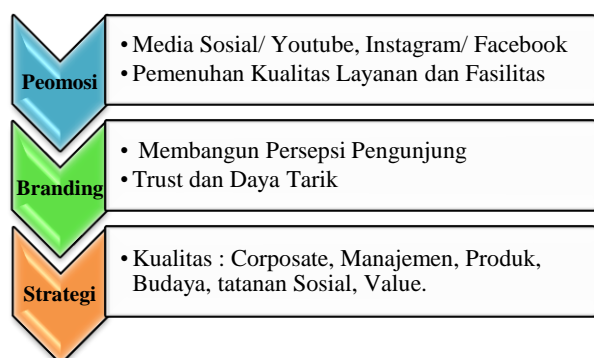 Peomosi
• Media Sosial/ Youtube, Instagram/ Facebook
• Pemenuhan Kualitas Layanan dan Fasilitas
Branding
• Membangun Persepsi Pengunjung
• Trust dan Daya Tarik
Strategi
• Kualitas : Corposate, Manajemen, Produk,
Budaya, tatanan Sosial, Value.